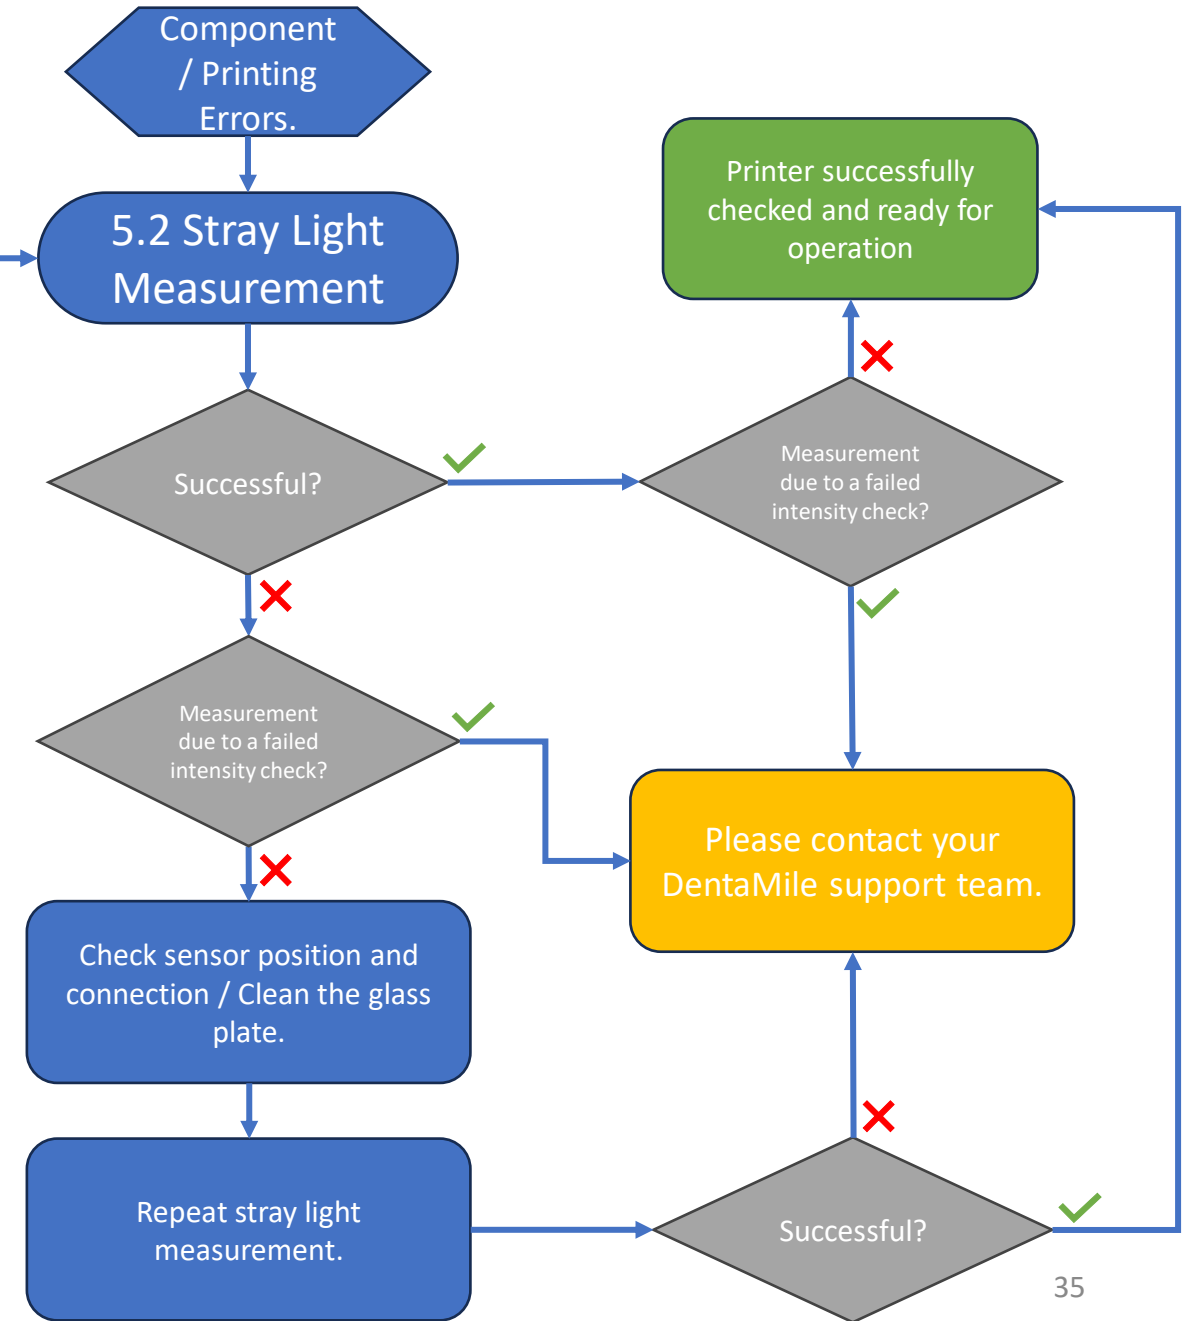 Component
/ Printing
Errors.
5.2 Stray Light
Measurement
Printer successfully
checked and ready for
operation
Successful?
Measurement
due to a failed
intensity check?
Measurement
due to a failed
intensity check?
Please contact your
DentaMile support team.
Check sensor position and
connection / Clean the glass
plate.
Repeat stray light
measurement.
Successful?
35